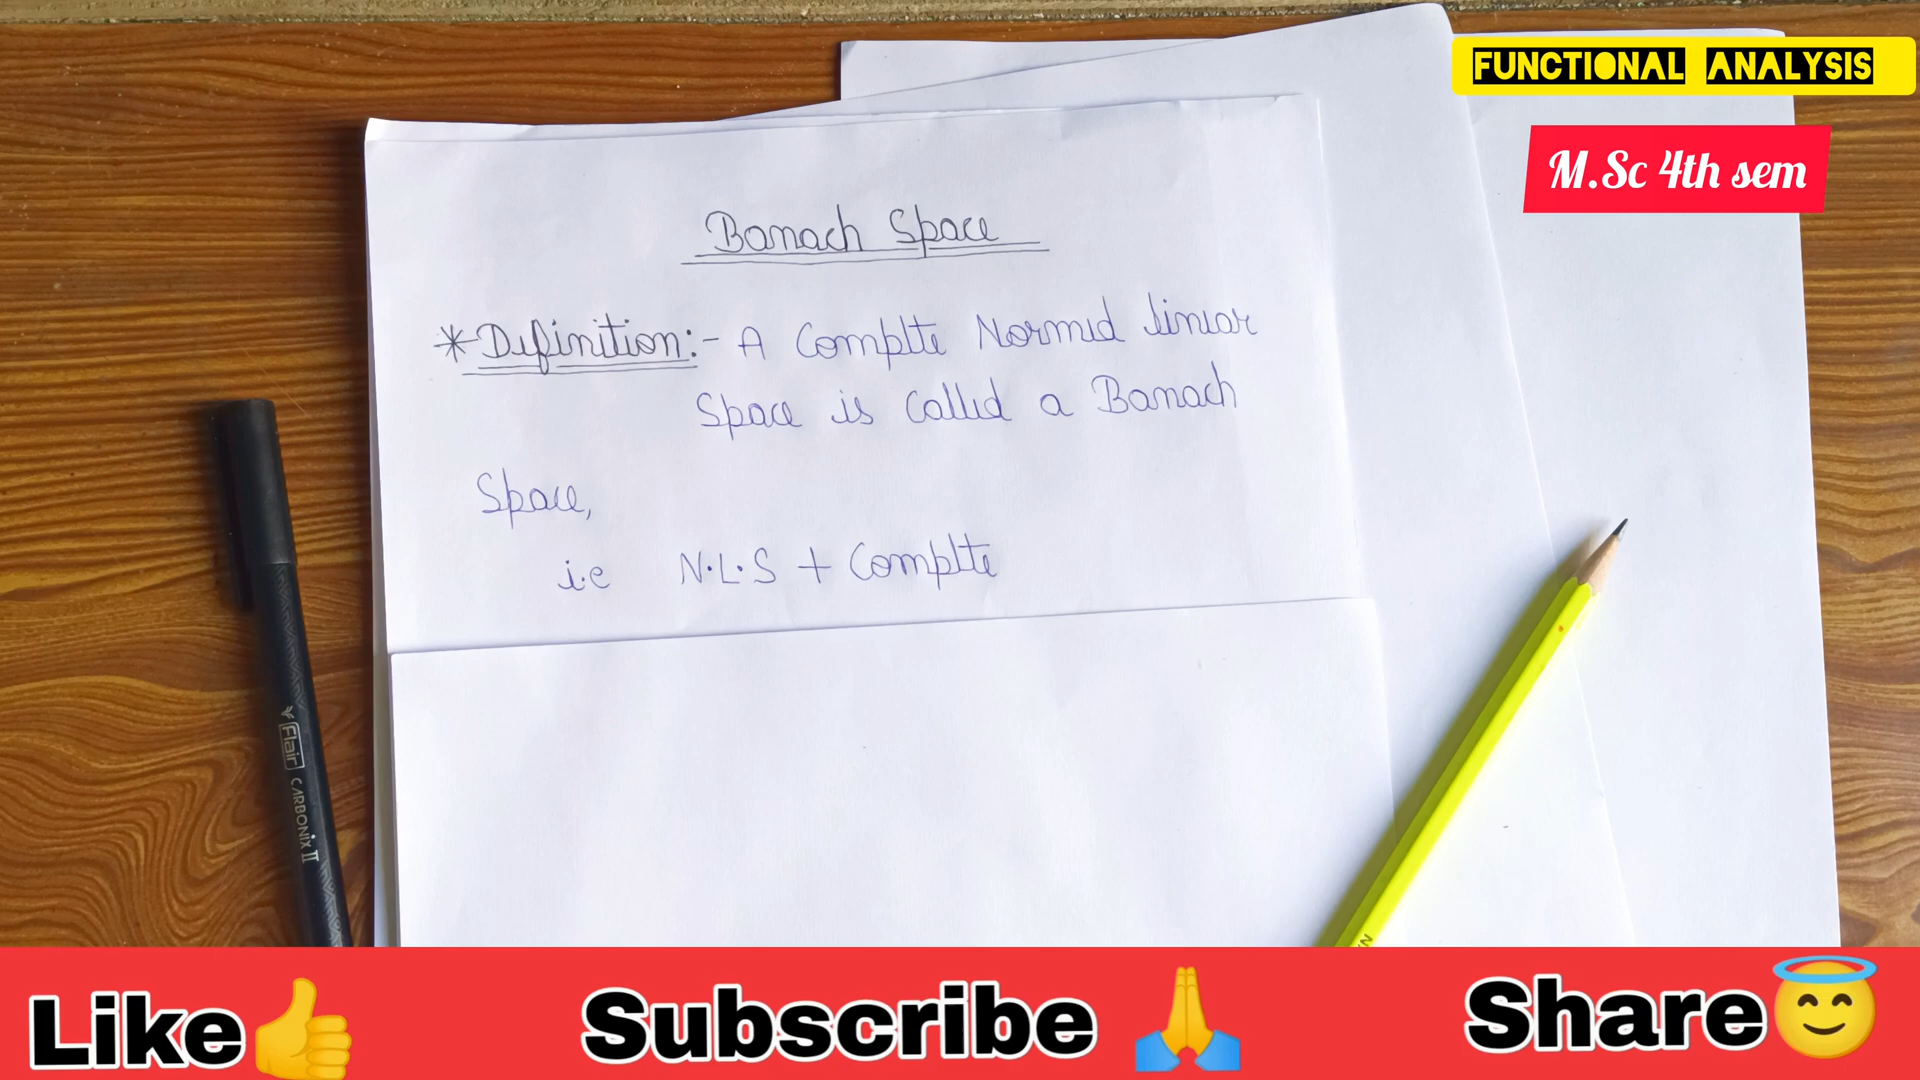 FUNCTIONAL ANALYSIS
M.Sc 4th sem
Banach Space
* Definition:- A Complete Normed linear
Space is called a Banach
Space,
i.e N.L.S + Complete
Flair CARBONIX II
Like
Subscribe
Share